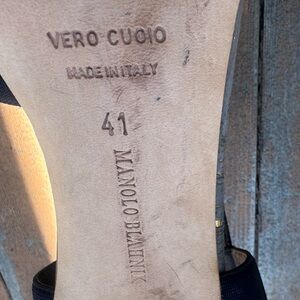 VERO CUOIO
MADE IN ITALY
41
MANOLO BLAHNIK